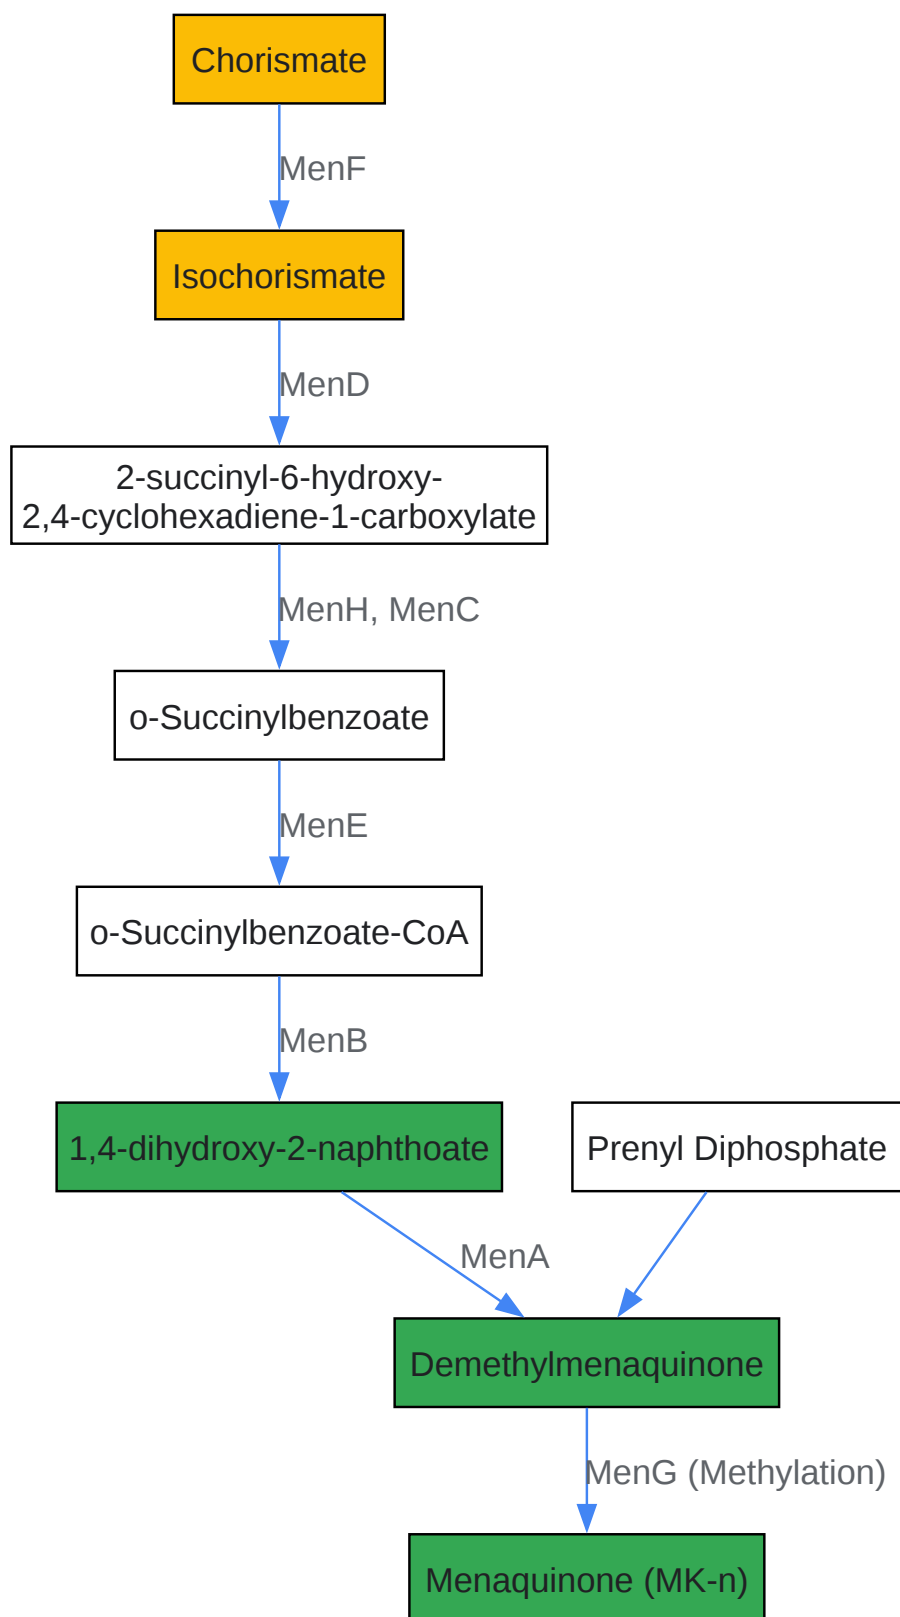 Chorismate
MenF
Isochorismate
MenD
2-succinyl-6-hydroxy-
2,4-cyclohexadiene-1-carboxylate
MenH, MenC
o-Succinylbenzoate
MenE
o-Succinylbenzoate-CoA
MenB
1,4-dihydroxy-2-naphthoate
Prenyl Diphosphate
MenA
Demethylmenaquinone
MenG (Methylation)
Menaquinone (MK-n)